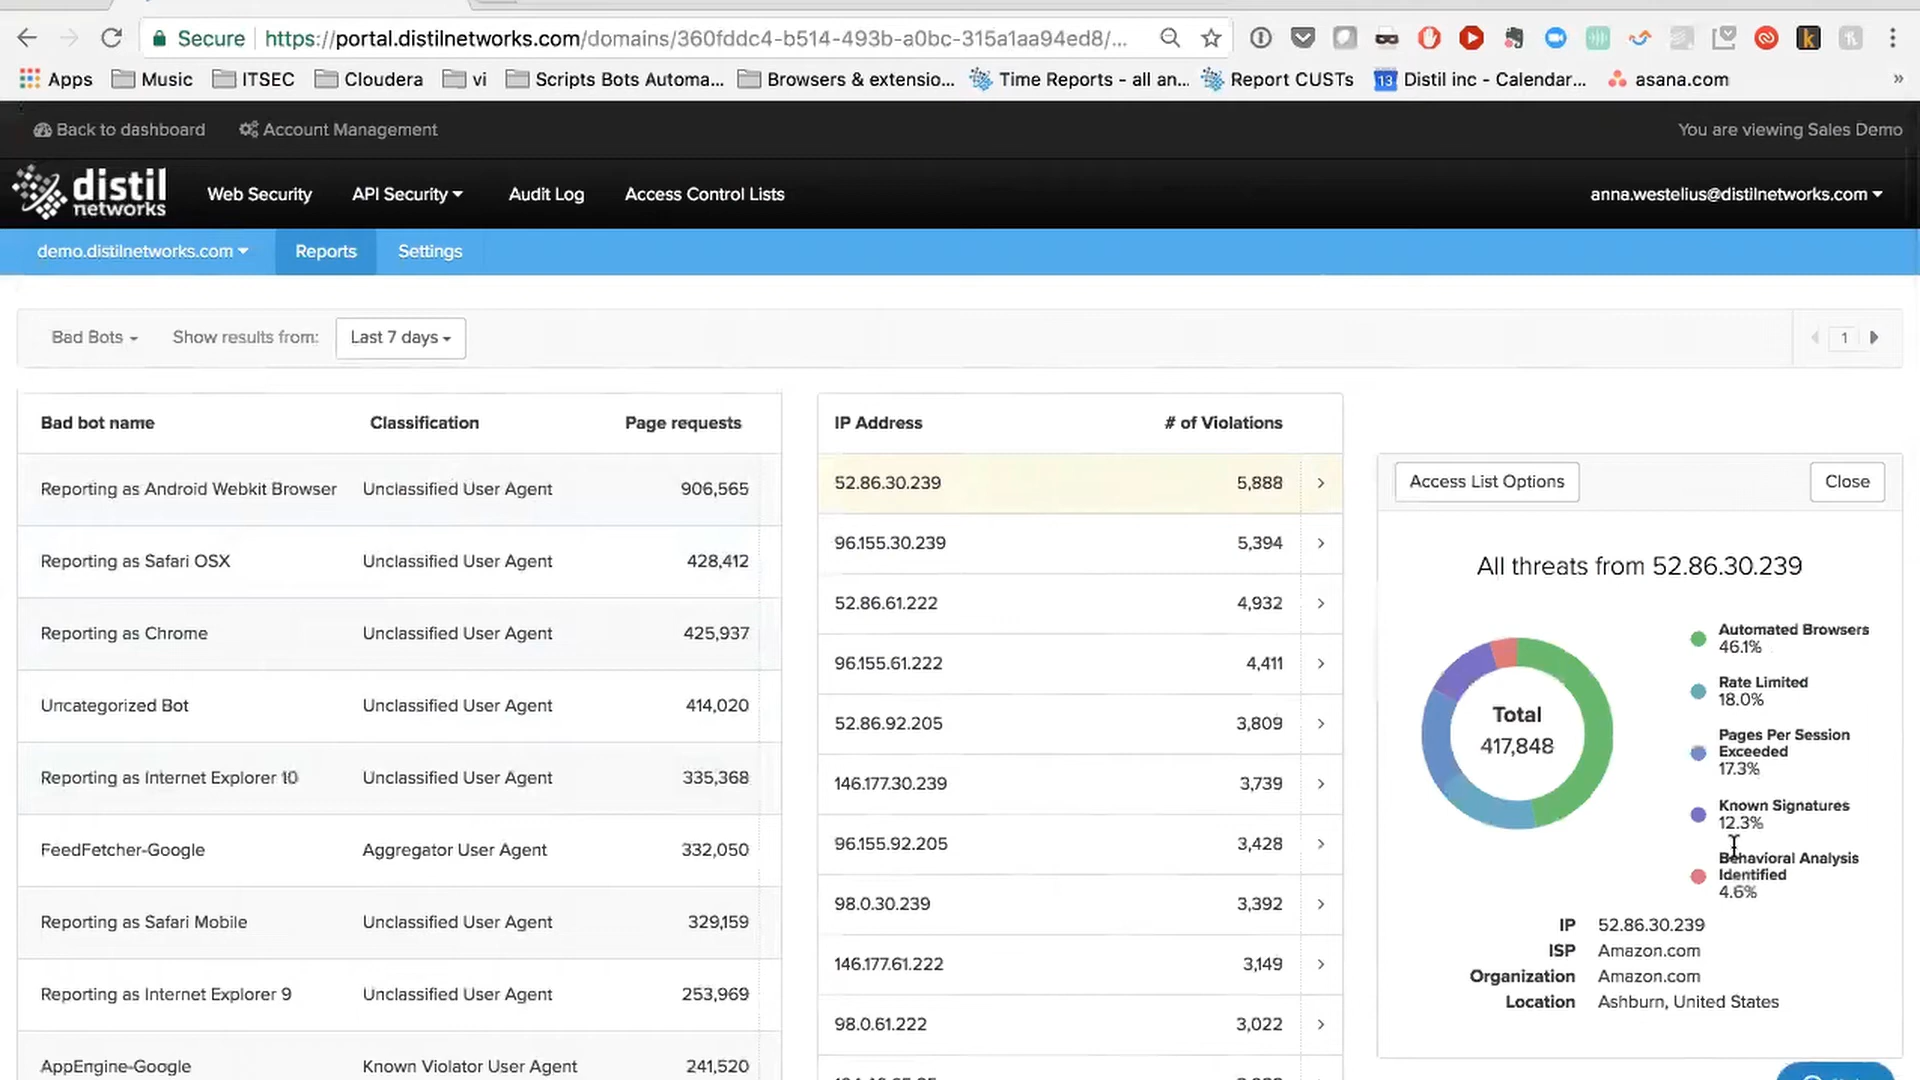 Secure https://portal.distilnetworks.com/domains/360fddc4-b514-493b-a0bc-315a1aa94ed8/...
Apps Music ITSEC Cloudera vi Scripts Bots Automa... Browsers & extensio... Time Reports - all an... Report CUSTs 13 Distil inc - Calendar... asana.com »
Back to dashboard Account Management You are viewing Sales Demo
distil networks Web Security API Security Audit Log Access Control Lists anna.westelius@distilnetworks.com
demo.distilnetworks.com Reports Settings
Bad Bots Show results from: Last 7 days 1
Bad bot name Classification Page requests
Reporting as Android Webkit Browser Unclassified User Agent 906,565
Reporting as Safari OSX Unclassified User Agent 428,412
Reporting as Chrome Unclassified User Agent 425,937
Uncategorized Bot Unclassified User Agent 414,020
Reporting as Internet Explorer 10 Unclassified User Agent 335,368
FeedFetcher-Google Aggregator User Agent 332,050
Reporting as Safari Mobile Unclassified User Agent 329,159
Reporting as Internet Explorer 9 Unclassified User Agent 253,969
AppEngine-Google Known Violator User Agent 241,520
IP Address # of Violations
52.86.30.239 5,888
96.155.30.239 5,394
52.86.61.222 4,932
96.155.61.222 4,411
52.86.92.205 3,809
146.177.30.239 3,739
96.155.92.205 3,428
98.0.30.239 3,392
146.177.61.222 3,149
98.0.61.222 3,022
Access List Options Close
All threats from 52.86.30.239
Total
417,848
Automated Browsers
46.1%
Rate Limited
18.0%
Pages Per Session
Exceeded
17.3%
Known Signatures
12.3%
Behavioral Analysis
Identified
4.6%
IP 52.86.30.239
ISP Amazon.com
Organization Amazon.com
Location Ashburn, United States